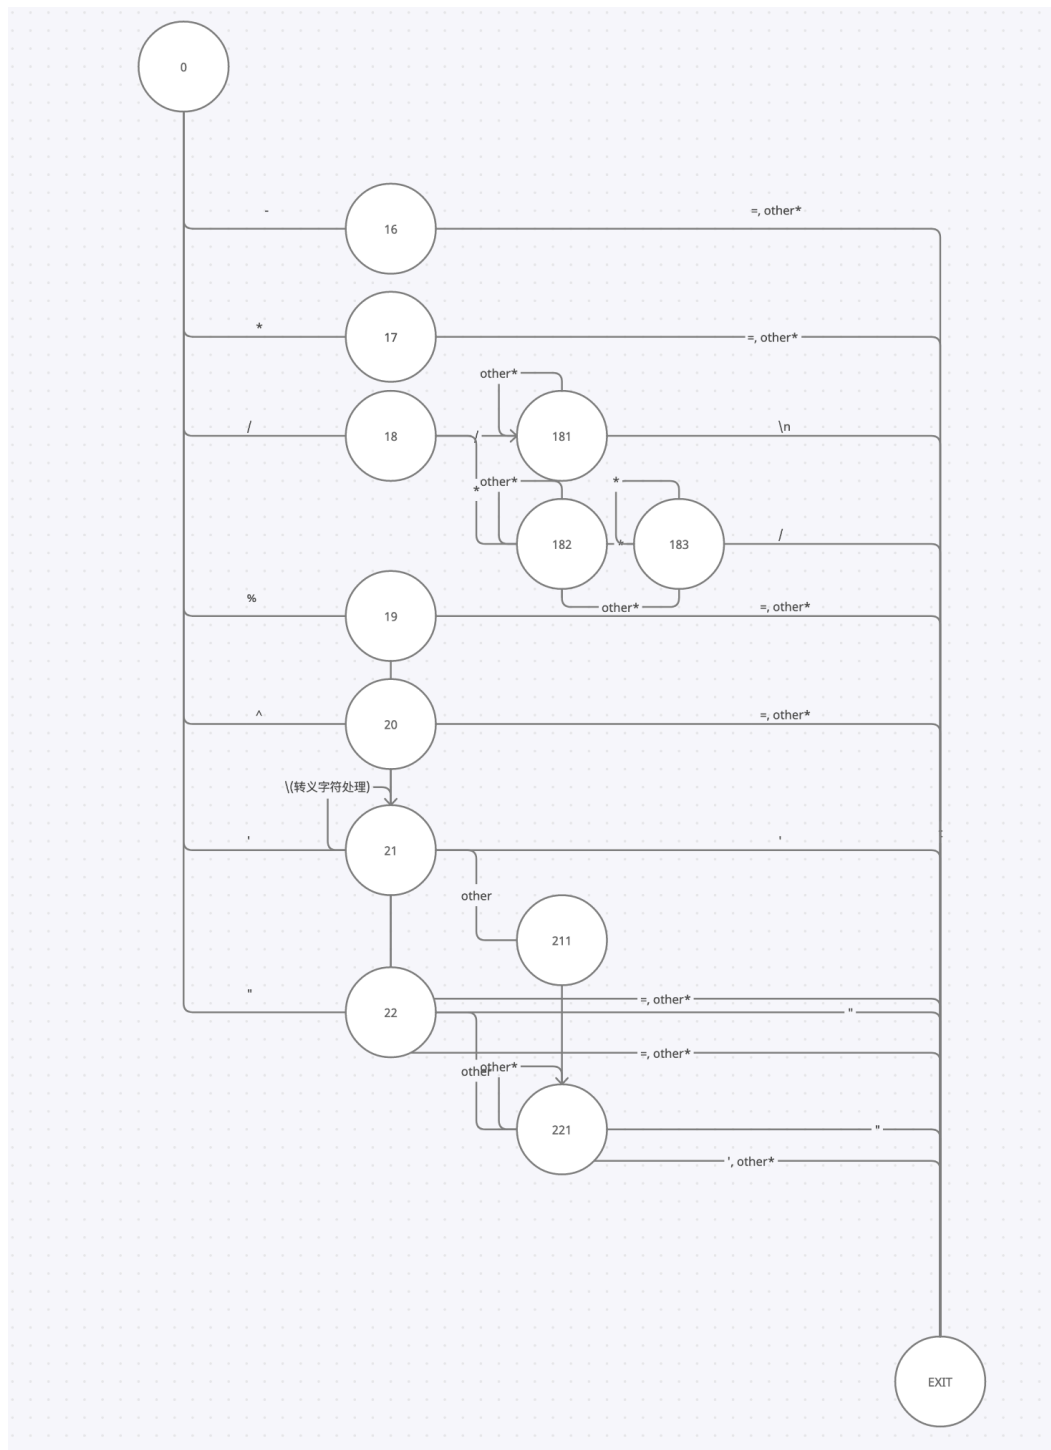 0
-
16
=, other*
*
17
=, other*
other*
/
18
/
181
\n
*
other*
*
182
*
183
/
%
19
other*
=, other*
^
20
=, other*
\(转义字符处理)
'
21
'
other
211
"
22
=, other*
"
=, other*
other
other*
221
"
', other*
EXIT